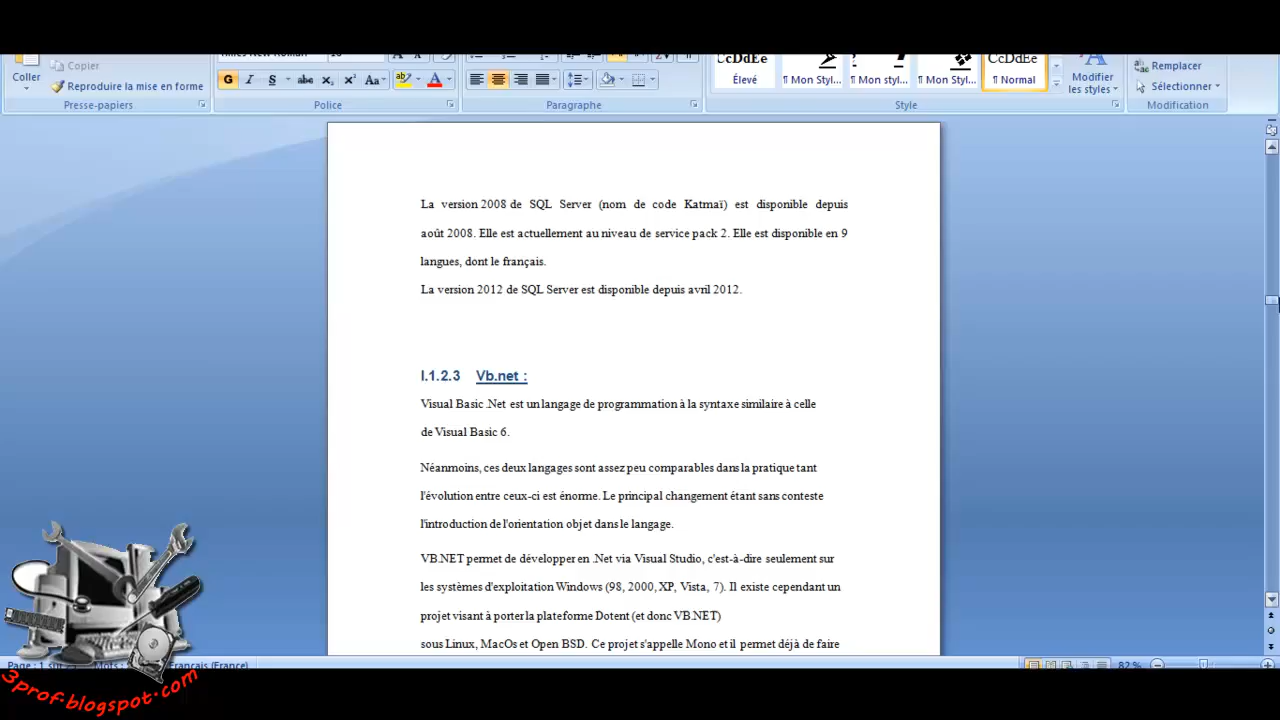 Coller
Copier
Reproduire la mise en forme
Presse-papiers
G I S abc X₂ X² Aa ab A
Police
Paragraphe
CcDdEe
Élevé
¶ Mon Styl...
¶ Mon styl...
¶ Mon Styl...
CcDdEe
¶ Normal
Modifier
les styles
Style
Remplacer
Sélectionner
Modification
La version 2008 de SQL Server (nom de code Katmaï) est disponible depuis
août 2008. Elle est actuellement au niveau de service pack 2. Elle est disponible en 9
langues, dont le français.
La version 2012 de SQL Server est disponible depuis avril 2012.
I.1.2.3 Vb.net :
Visual Basic .Net est un langage de programmation à la syntaxe similaire à celle
de Visual Basic 6.
Néanmoins, ces deux langages sont assez peu comparables dans la pratique tant
l'évolution entre ceux-ci est énorme. Le principal changement étant sans conteste
l'introduction de l'orientation objet dans le langage.
VB.NET permet de développer en .Net via Visual Studio, c'est-à-dire seulement sur
les systèmes d'exploitation Windows (98, 2000, XP, Vista, 7). Il existe cependant un
projet visant à porter la plateforme Dotent (et donc VB.NET)
sous Linux, MacOs et Open BSD. Ce projet s'appelle Mono et il permet déjà de faire
Page : 1 sur
Mots :
Français (France)
82 %
3prof.blogspot.com